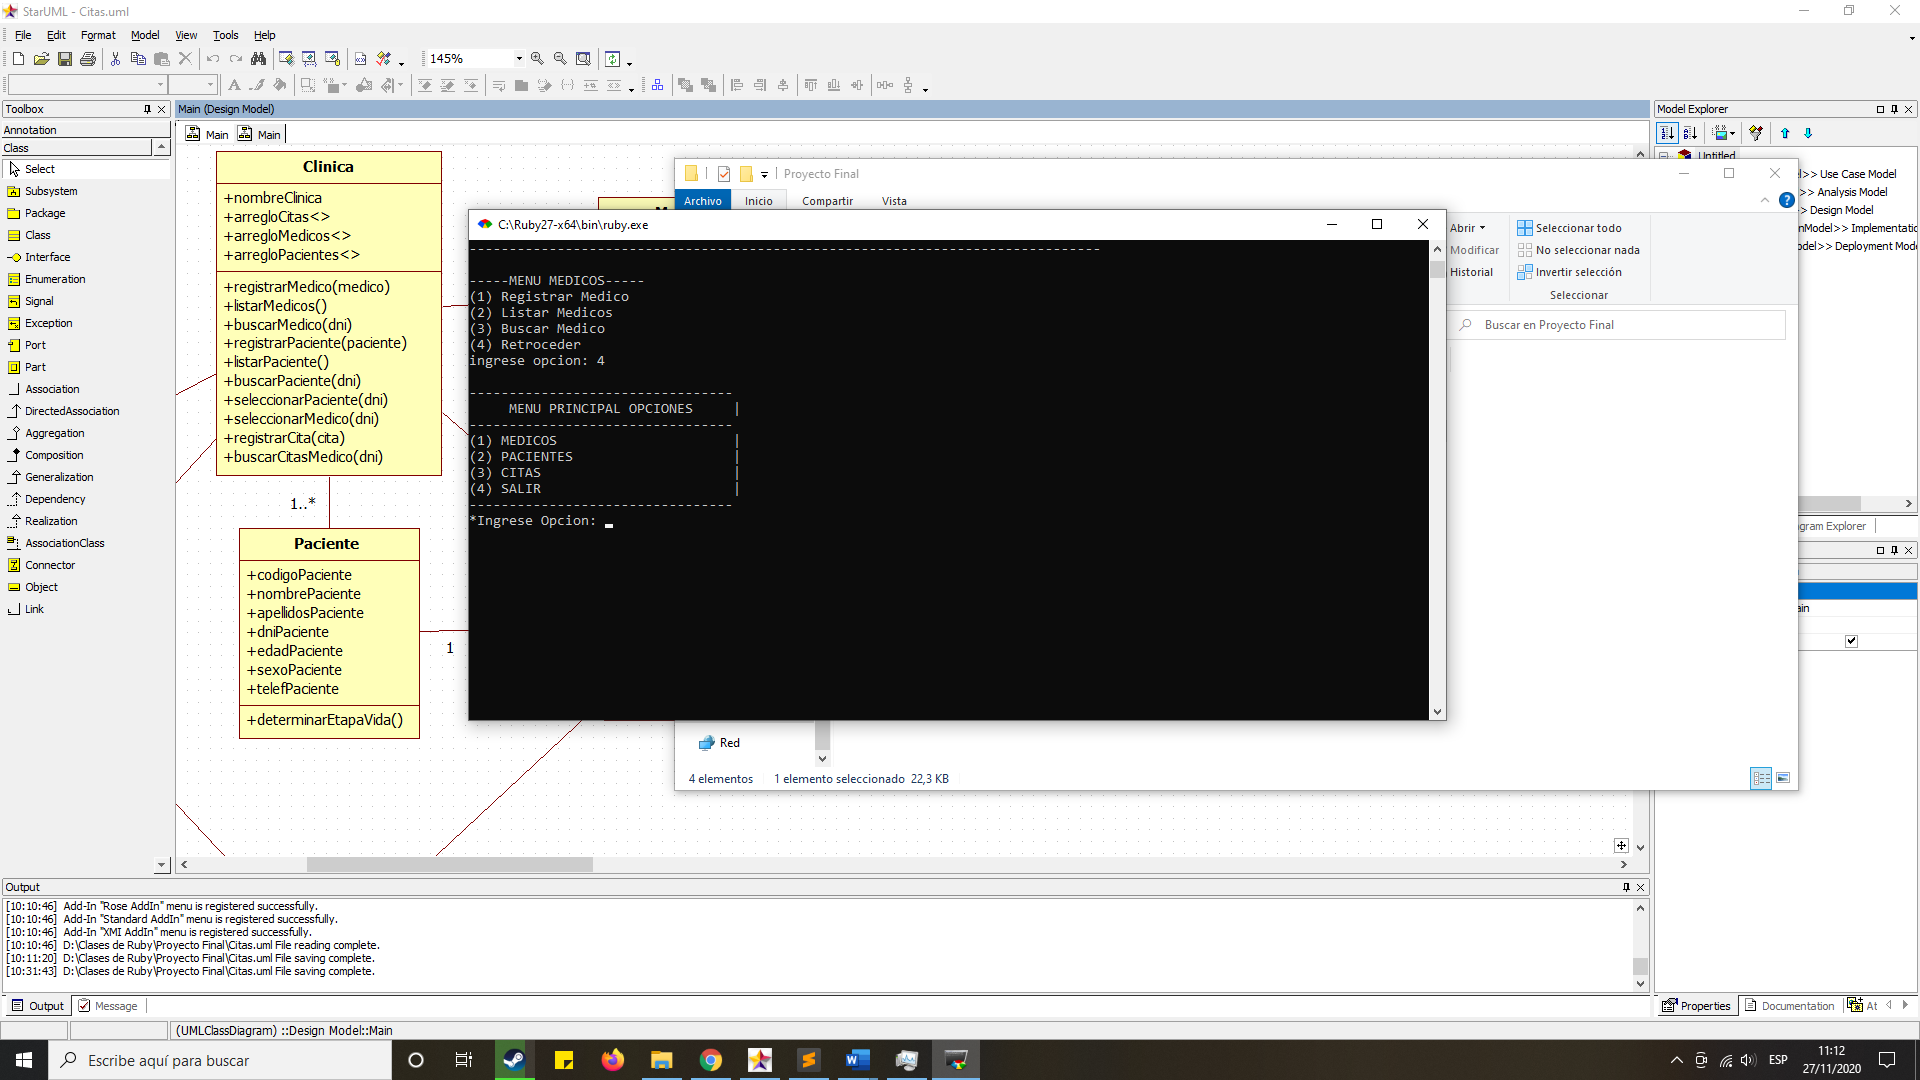 StarUML - Citas.uml
File Edit Format Model View Tools Help
145%
Toolbox
Annotation
Class
Select
Subsystem
Package
Class
Interface
Enumeration
Signal
Exception
Port
Part
Association
DirectedAssociation
Aggregation
Composition
Generalization
Dependency
Realization
AssociationClass
Connector
Object
Link
Main (Design Model)
Main Main
Clinica
+nombreClinica
+arregloCitas<>
+arregloMedicos<>
+arregloPacientes<>
+registrarMedico(medico)
+listarMedicos()
+buscarMedico(dni)
+registrarPaciente(paciente)
+listarPaciente()
+buscarPaciente(dni)
+seleccionarPaciente(dni)
+seleccionarMedico(dni)
+registrarCita(cita)
+buscarCitasMedico(dni)
1..*
Paciente
+codigoPaciente
+nombrePaciente
+apellidosPaciente
+dniPaciente
+edadPaciente
+sexoPaciente
+telefPaciente
+determinarEtapaVida()
1
Proyecto Final
Archivo Inicio Compartir Vista
Abrir
Modificar
Historial
Seleccionar todo
No seleccionar nada
Invertir selección
Seleccionar
Buscar en Proyecto Final
Red
4 elementos 1 elemento seleccionado 22,3 KB
C:\Ruby27-x64\bin\ruby.exe
-------------------------------------------------------------------------------
-----MENU MEDICOS-----
(1) Registrar Medico
(2) Listar Medicos
(3) Buscar Medico
(4) Retroceder
ingrese opcion: 4
---------------------------------
MENU PRINCIPAL OPCIONES |
---------------------------------
(1) MEDICOS |
(2) PACIENTES |
(3) CITAS |
(4) SALIR |
---------------------------------
*Ingrese Opcion: _
Model Explorer
Untitled
>> Use Case Model
>> Analysis Model
> Design Model
nModel>> Implementatic
odel>> Deployment Mode
gram Explorer
ain
Properties Documentation At
Output
[10:10:46] Add-In "Rose AddIn" menu is registered successfully.
[10:10:46] Add-In "Standard AddIn" menu is registered successfully.
[10:10:46] Add-In "XMI AddIn" menu is registered successfully.
[10:10:46] D:\Clases de Ruby\Proyecto Final\Citas.uml File reading complete.
[10:11:20] D:\Clases de Ruby\Proyecto Final\Citas.uml File saving complete.
[10:31:43] D:\Clases de Ruby\Proyecto Final\Citas.uml File saving complete.
Output Message
(UMLClassDiagram) ::Design Model::Main
Escribe aquí para buscar
ESP
11:12
27/11/2020